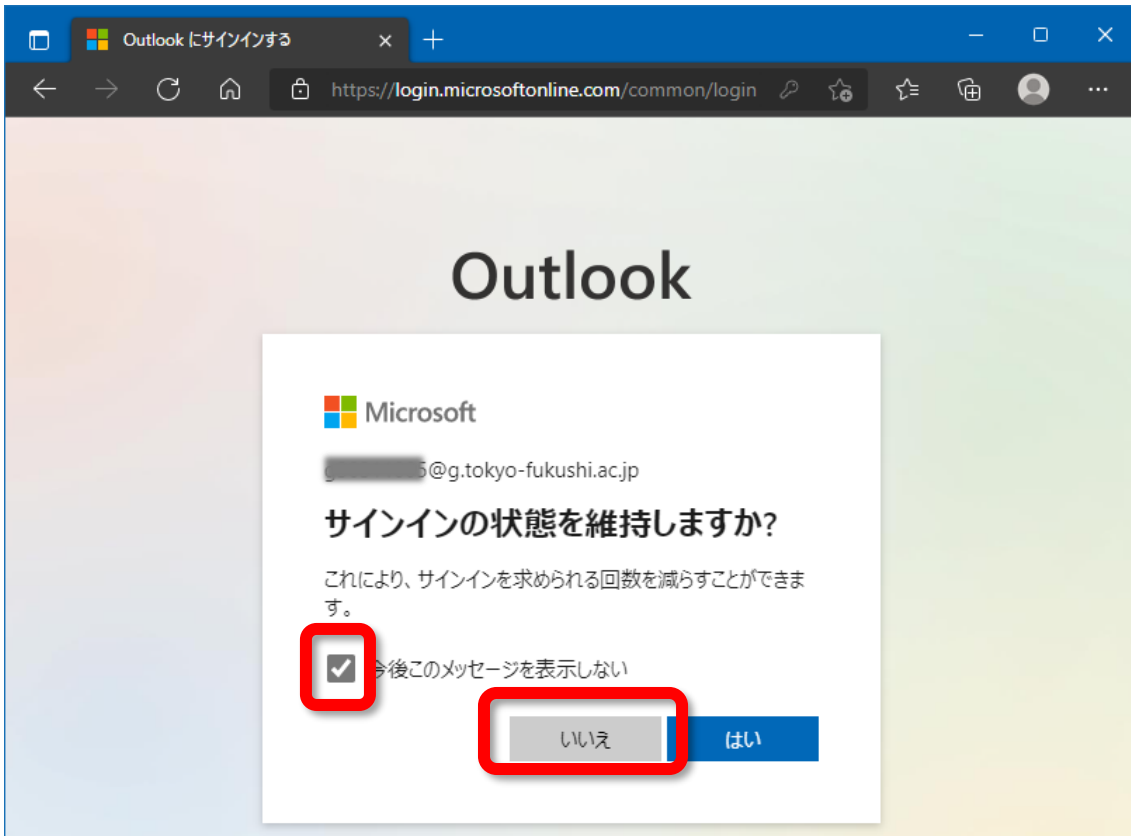 Outlook にサインインする
https://login.microsoftonline.com/common/login
Outlook
Microsoft
@g.tokyo-fukushi.ac.jp
サインインの状態を維持しますか?
これにより、サインインを求められる回数を減らすことができま
す。
今後このメッセージを表示しない
いいえ はい